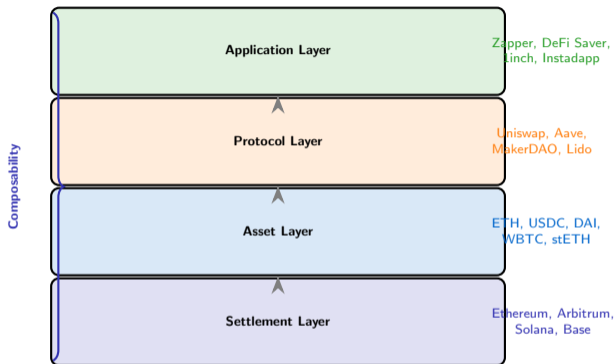 Application Layer
Zapper, DeFi Saver,
1inch, Instadapp
Protocol Layer
Uniswap, Aave,
MakerDAO, Lido
Composability
Asset Layer
ETH, USDC, DAI,
WBTC, stETH
Settlement Layer
Ethereum, Arbitrum,
Solana, Base